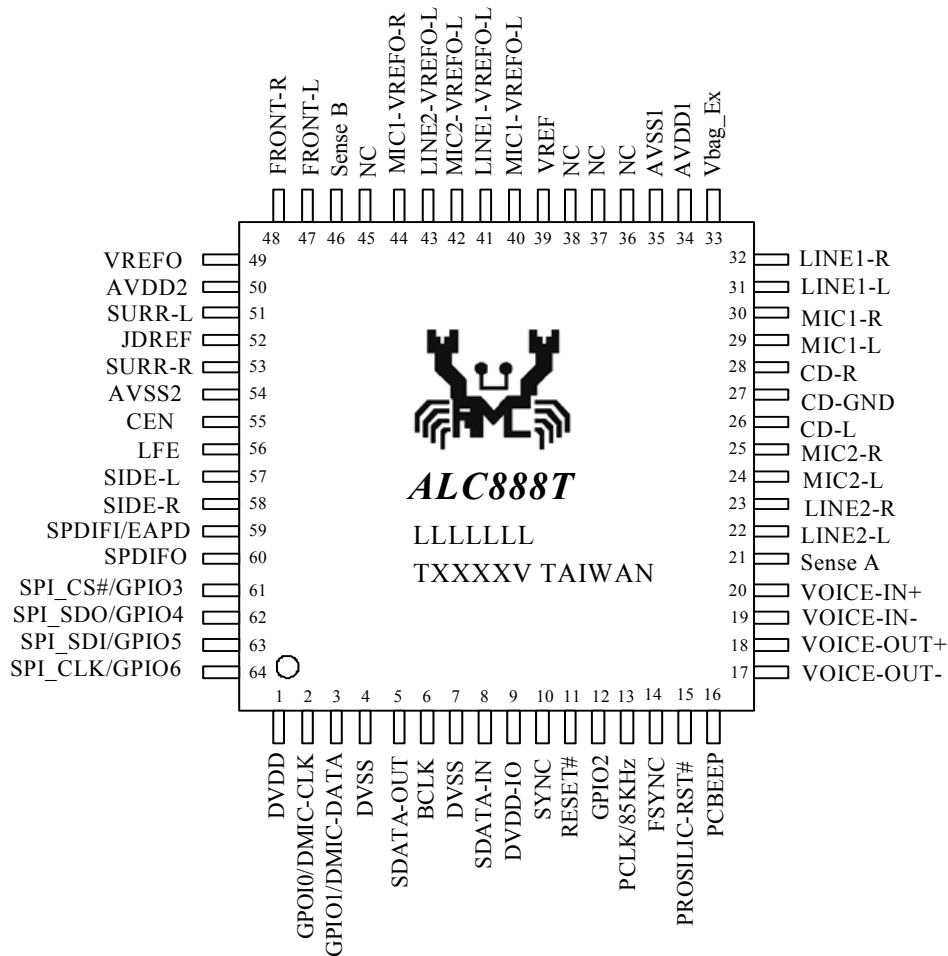 FRONT-R
FRONT-L
Sense B
NC
MIC1-VREFO-R
LINE2-VREFO-L
MIC2-VREFO-L
LINE1-VREFO-L
MIC1-VREFO-L
VREF
NC
NC
NC
AVSS1
AVDD1
Vbag_Ex
48 47 46 45 44 43 42 41 40 39 38 37 36 35 34 33
VREFO 49
AVDD2 50
SURR-L 51
JDREF 52
SURR-R 53
AVSS2 54
CEN 55
LFE 56
SIDE-L 57
SIDE-R 58
SPDIFI/EAPD 59
SPDIFO 60
SPI_CS#/GPIO3 61
SPI_SDO/GPIO4 62
SPI_SDI/GPIO5 63
SPI_CLK/GPIO6 64
ALC888T
LLLLLLL
TXXXXV TAIWAN
32 LINE1-R
31 LINE1-L
30 MIC1-R
29 MIC1-L
28 CD-R
27 CD-GND
26 CD-L
25 MIC2-R
24 MIC2-L
23 LINE2-R
22 LINE2-L
21 Sense A
20 VOICE-IN+
19 VOICE-IN-
18 VOICE-OUT+
17 VOICE-OUT-
1 2 3 4 5 6 7 8 9 10 11 12 13 14 15 16
DVDD
GPOI0/DMIC-CLK
GPIO1/DMIC-DATA
DVSS
SDATA-OUT
BCLK
DVSS
SDATA-IN
DVDD-IO
SYNC
RESET#
GPIO2
PCLK/85KHz
FSYNC
PROSILIC-RST#
PCBEEP